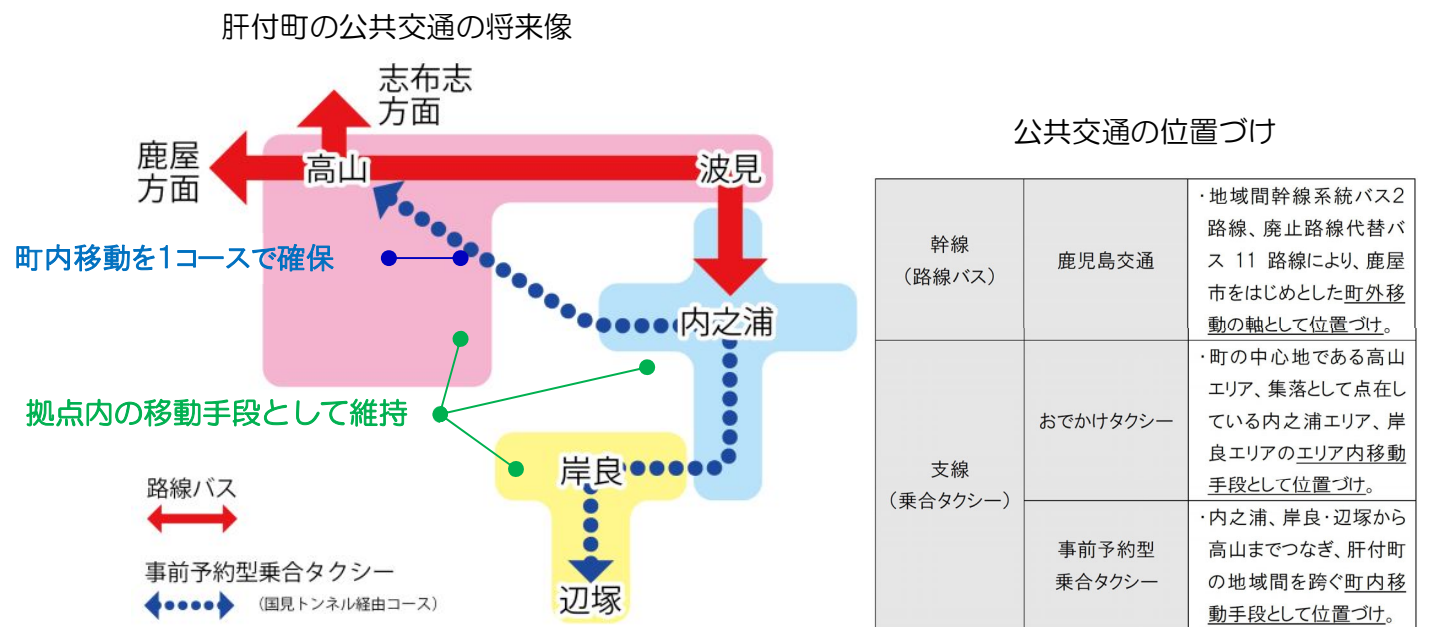 肝付町の公共交通の将来像
志布志
方面
鹿屋
方面
高山
波見
町内移動を1コースで確保
内之浦
拠点内の移動手段として維持
岸良
辺塚
路線バス
事前予約型乗合タクシー
(国見トンネル経由コース)
公共交通の位置づけ
幹線
(路線バス)
鹿児島交通
・地域間幹線系統バス2
路線、廃止路線代替バ
ス 11 路線により、鹿屋
市をはじめとした町外移
動の軸として位置づけ。
支線
(乗合タクシー)
おでかけタクシー
・町の中心地である高山
エリア、集落として点在し
ている内之浦エリア、岸
良エリアのエリア内移動
手段として位置づけ。
事前予約型
乗合タクシー
・内之浦、岸良・辺塚から
高山までつなぎ、肝付町
の地域間を跨ぐ町内移
動手段として位置づけ。